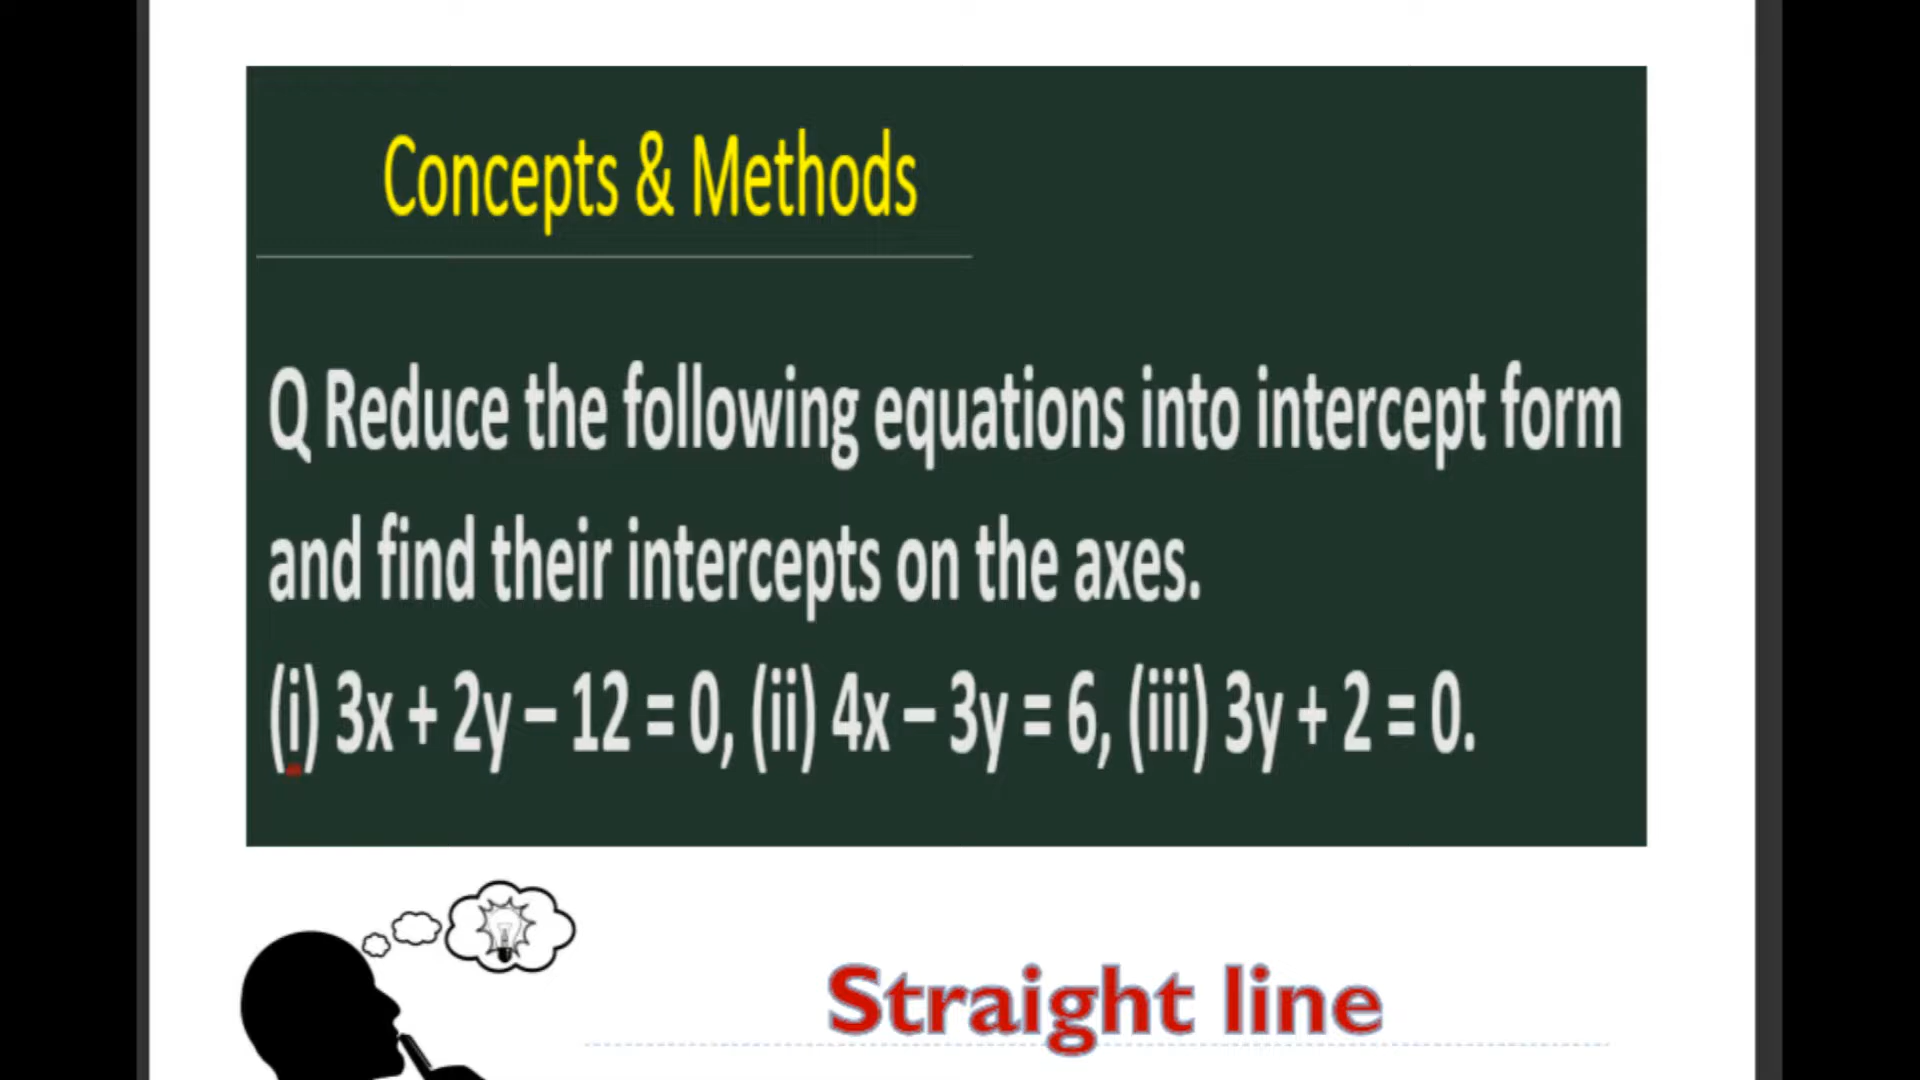 Concepts & Methods
Q Reduce the following equations into intercept form
and find their intercepts on the axes.
(i) 3x + 2y – 12 = 0, (ii) 4x – 3y = 6, (iii) 3y + 2 = 0.
Straight line